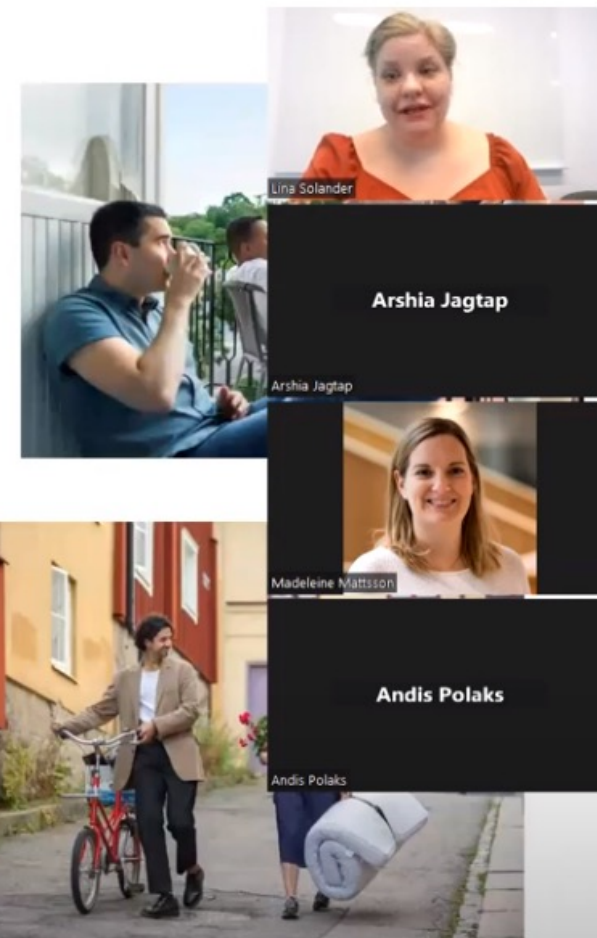 Lina Solander
Arshia Jagtap
Arshia Jagtap
Madeleine Mattsson
Andis Polaks
Andis Polaks